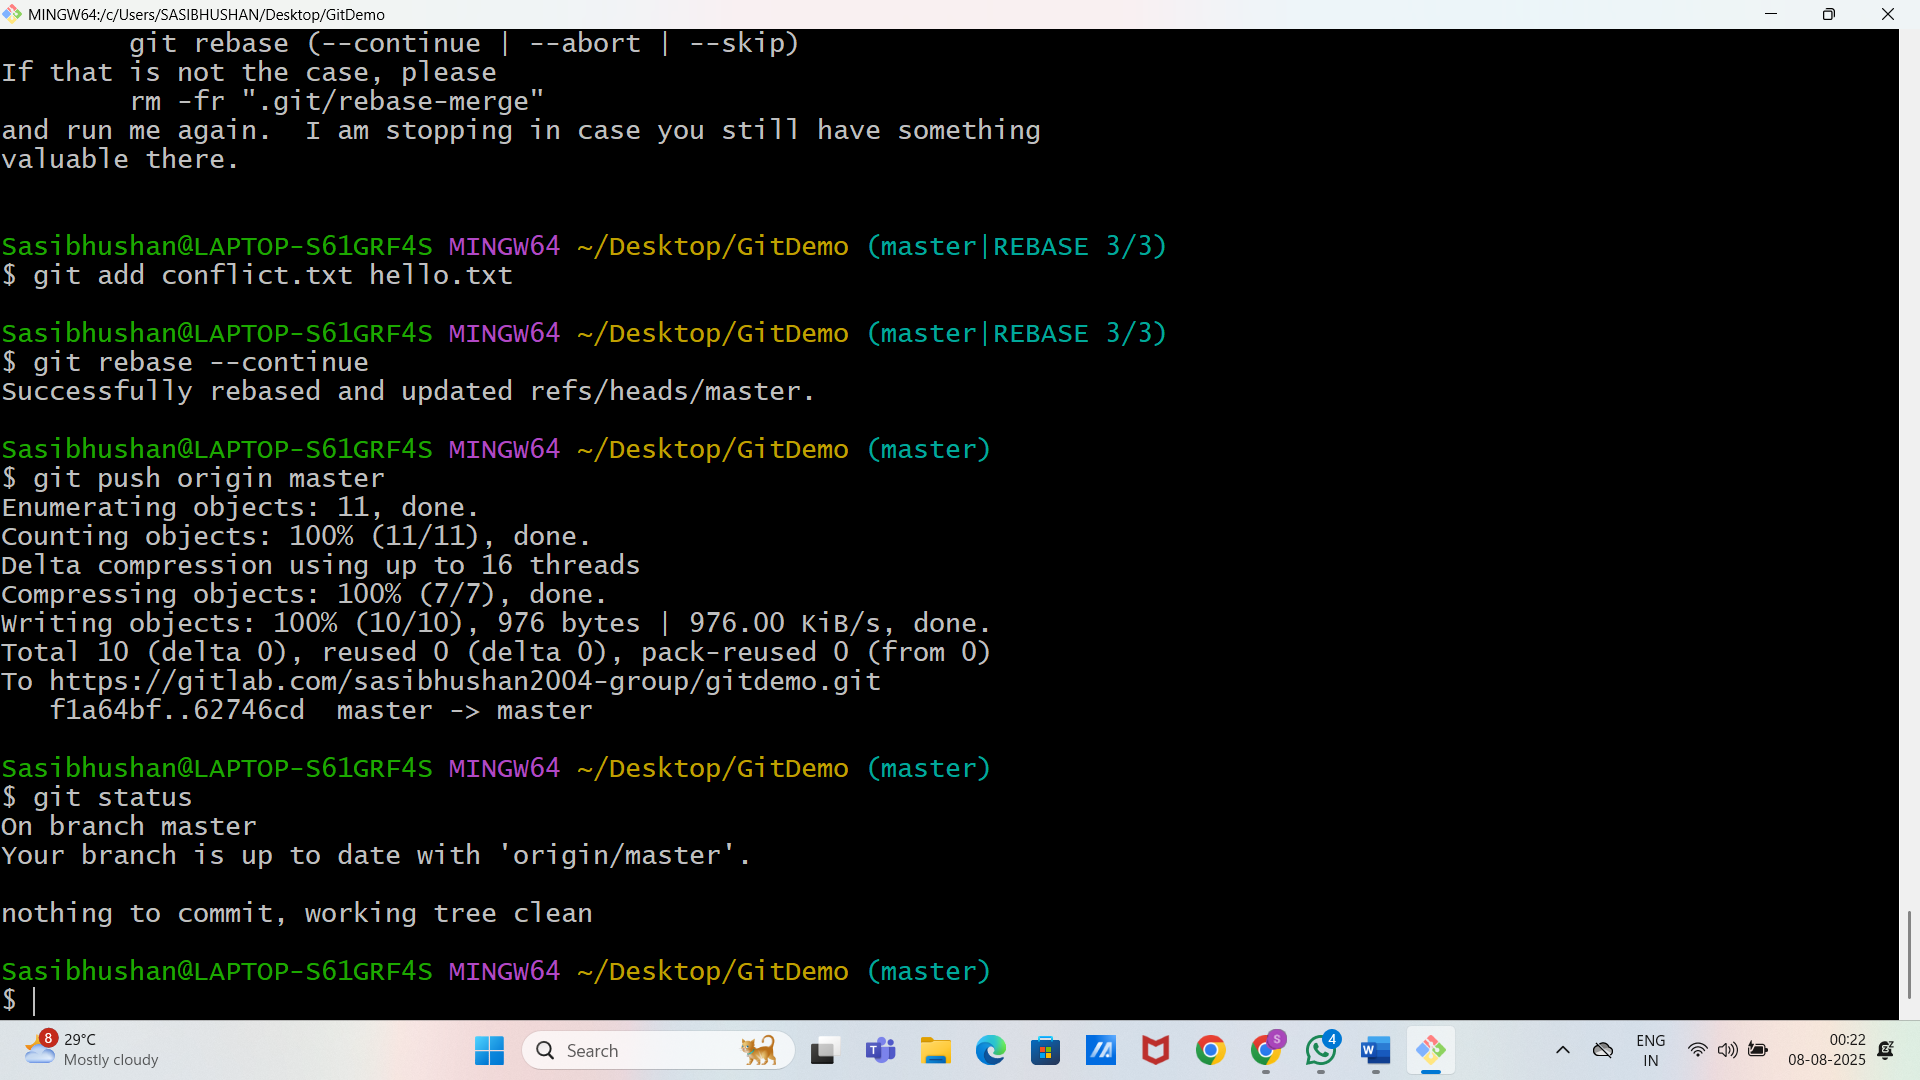 MINGW64:/c/Users/SASIBHUSHAN/Desktop/GitDemo
git rebase (--continue | --abort | --skip)
If that is not the case, please
rm -fr ".git/rebase-merge"
and run me again.  I am stopping in case you still have something
valuable there.
Sasibhushan@LAPTOP-S61GRF4S MINGW64 ~/Desktop/GitDemo (master|REBASE 3/3)
$ git add conflict.txt hello.txt
Sasibhushan@LAPTOP-S61GRF4S MINGW64 ~/Desktop/GitDemo (master|REBASE 3/3)
$ git rebase --continue
Successfully rebased and updated refs/heads/master.
Sasibhushan@LAPTOP-S61GRF4S MINGW64 ~/Desktop/GitDemo (master)
$ git push origin master
Enumerating objects: 11, done.
Counting objects: 100% (11/11), done.
Delta compression using up to 16 threads
Compressing objects: 100% (7/7), done.
Writing objects: 100% (10/10), 976 bytes | 976.00 KiB/s, done.
Total 10 (delta 0), reused 0 (delta 0), pack-reused 0 (from 0)
To https://gitlab.com/sasibhushan2004-group/gitdemo.git
f1a64bf..62746cd  master -> master
Sasibhushan@LAPTOP-S61GRF4S MINGW64 ~/Desktop/GitDemo (master)
$ git status
On branch master
Your branch is up to date with 'origin/master'.
nothing to commit, working tree clean
Sasibhushan@LAPTOP-S61GRF4S MINGW64 ~/Desktop/GitDemo (master)
$
8
29°C
Mostly cloudy
Search
T
S
4
W
ENG
IN
00:22
08-08-2025